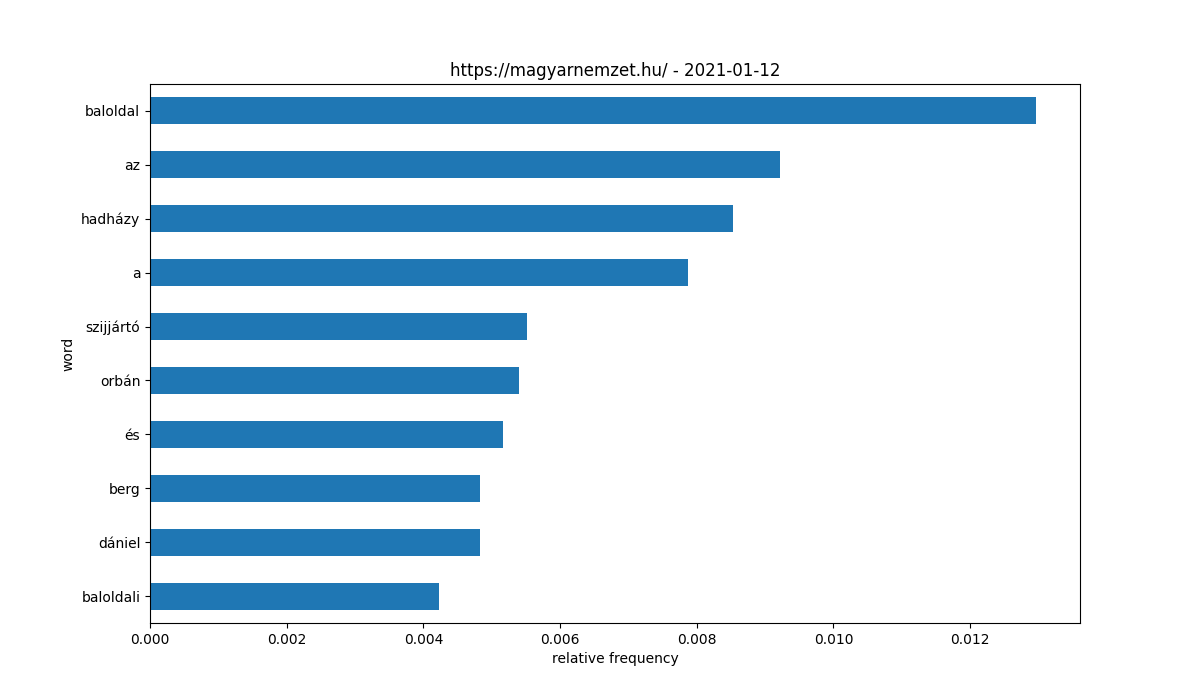 https://magyarnemzet.hu/ - 2021-01-12
baloldal
az
hadházy
a
szijjártó
orbán
és
berg
dániel
baloldali
word
0.000 0.002 0.004 0.006 0.008 0.010 0.012
relative frequency